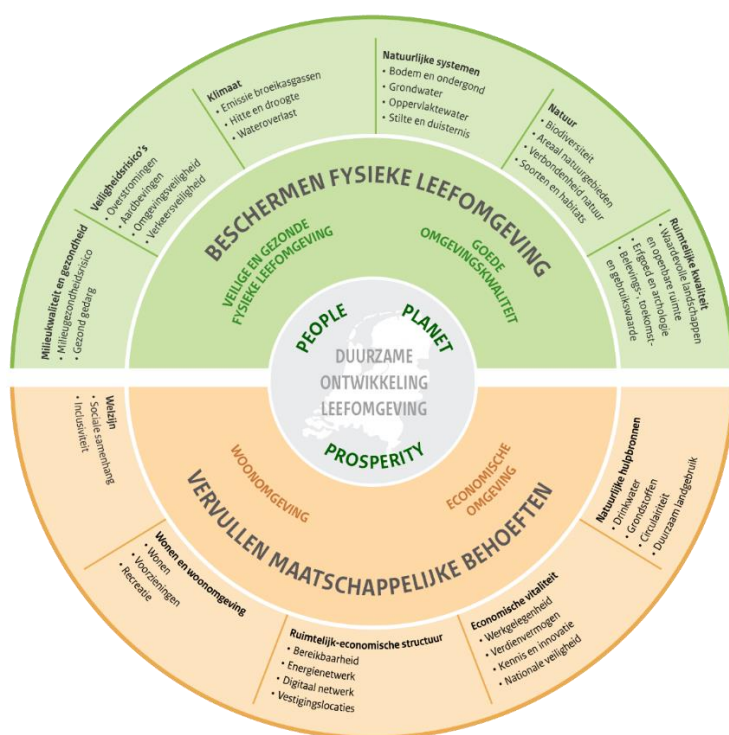 Milieukwaliteit en gezondheid
• Milieugezondheidsrisico
• Gezond gedarg
Veiligheidsrisico's
• Overstromingen
• Aardbevingen
• Omgevingsveiligheid
• Verkeersveiligheid
Klimaat
• Emissie broeikasgassen
• Hitte en droogte
• Wateroverlast
Natuurlijke systemen
• Bodem en ondergond
• Grondwater
• Oppervlaktewater
• Stilte en duisternis
Natuur
• Biodiversiteit
• Areaal natuurgebieden
• Verbondenheid natuur
• Soorten en habitats
Ruimtelijke kwaliteit
• Waardevolle landschappen
en openbare ruimte
• Erfgoed en archologie
• Belevings-, toekomst-
en gebruikswaarde
BESCHERMEN FYSIEKE LEEFOMGEVING
VEILIGE EN GEZONDE
FYSIEKE LEEFOMGEVING
GOEDE
OMGEVINGSKWALITEIT
PEOPLE
PLANET
DUURZAME
ONTWIKKELING
LEEFOMGEVING
PROSPERITY
WOONOMGEVING
ECONOMISCHE
OMGEVING
VERVULLEN MAATSCHAPPELIJKE BEHOEFTEN
Welzijn
• Sociale samenhang
• Inclusiviteit
Wonen en woonomgeving
• Wonen
• Voorzieningen
• Recreatie
Ruimtelijk-economische structuur
• Bereikbaarheid
• Energienetwerk
• Digitaal netwerk
• Vestigingslocaties
Economische vitaliteit
• Werkgelegenheid
• Verdienvermogen
• Kennis en innovatie
• Nationale veiligheid
Natuurlijke hulpbronnen
• Drinkwater
• Grondstoffen
• Circulairiteit
• Duurzaam landgebruik